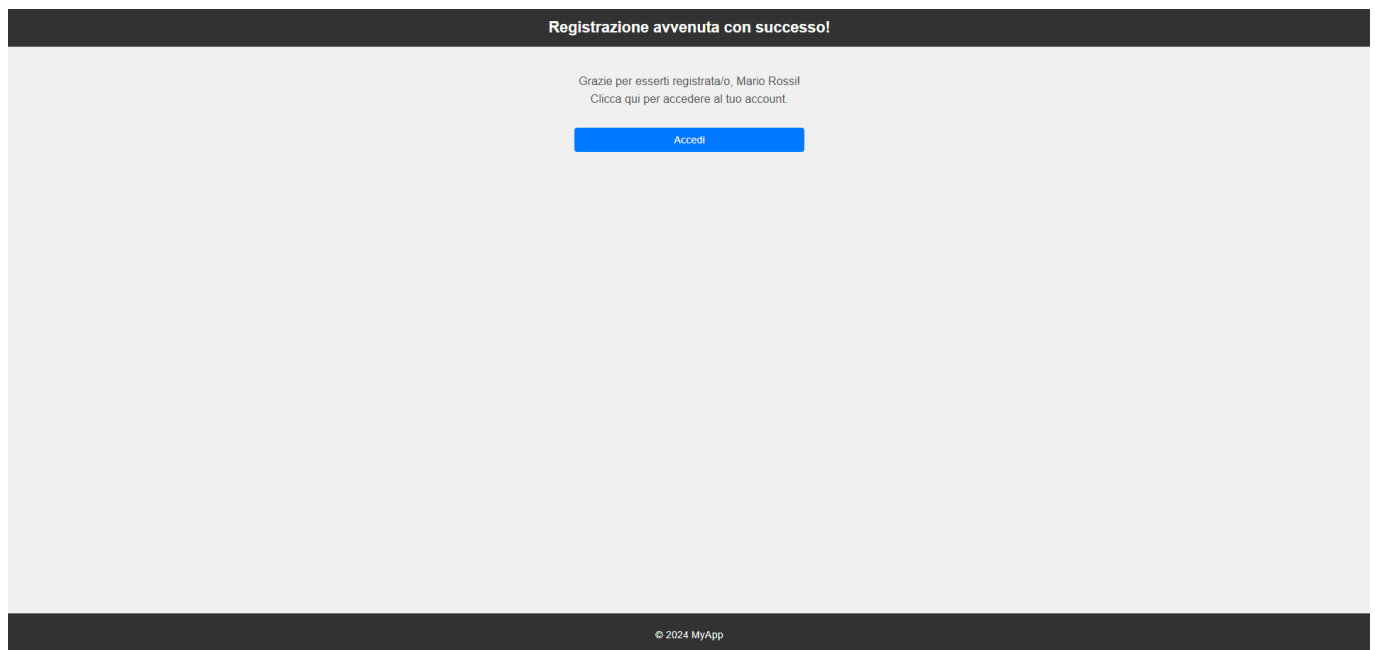 Registrazione avvenuta con successo!
Grazie per esserti registrata/o, Mario Rossi!
Clicca qui per accedere al tuo account.
Accedi
© 2024 MyApp